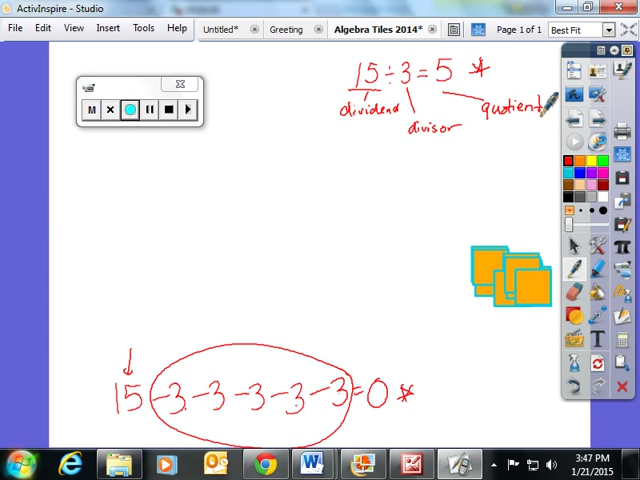 ActivInspire - Studio
File Edit View Insert Tools Help
Untitled* Greeting Algebra Tiles 2014* Page 1 of 1 Best Fit
M
15 ÷ 3 = 5 *
dividend quotient
divisor
15 -3 -3 -3 -3 -3 = 0 *
3:47 PM
1/21/2015